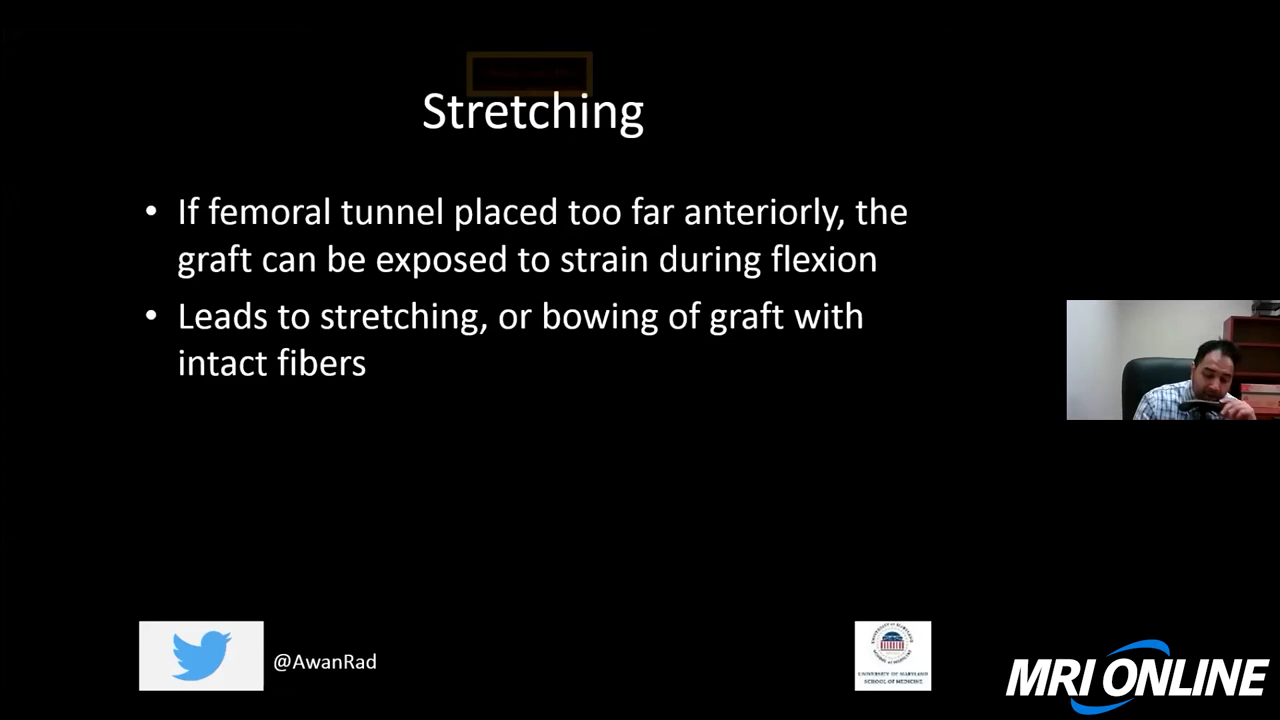 Stretching
• If femoral tunnel placed too far anteriorly, the
graft can be exposed to strain during flexion
• Leads to stretching, or bowing of graft with
intact fibers
@AwanRad
UNIVERSITY OF MARYLAND
SCHOOL OF MEDICINE
MRI ONLINE